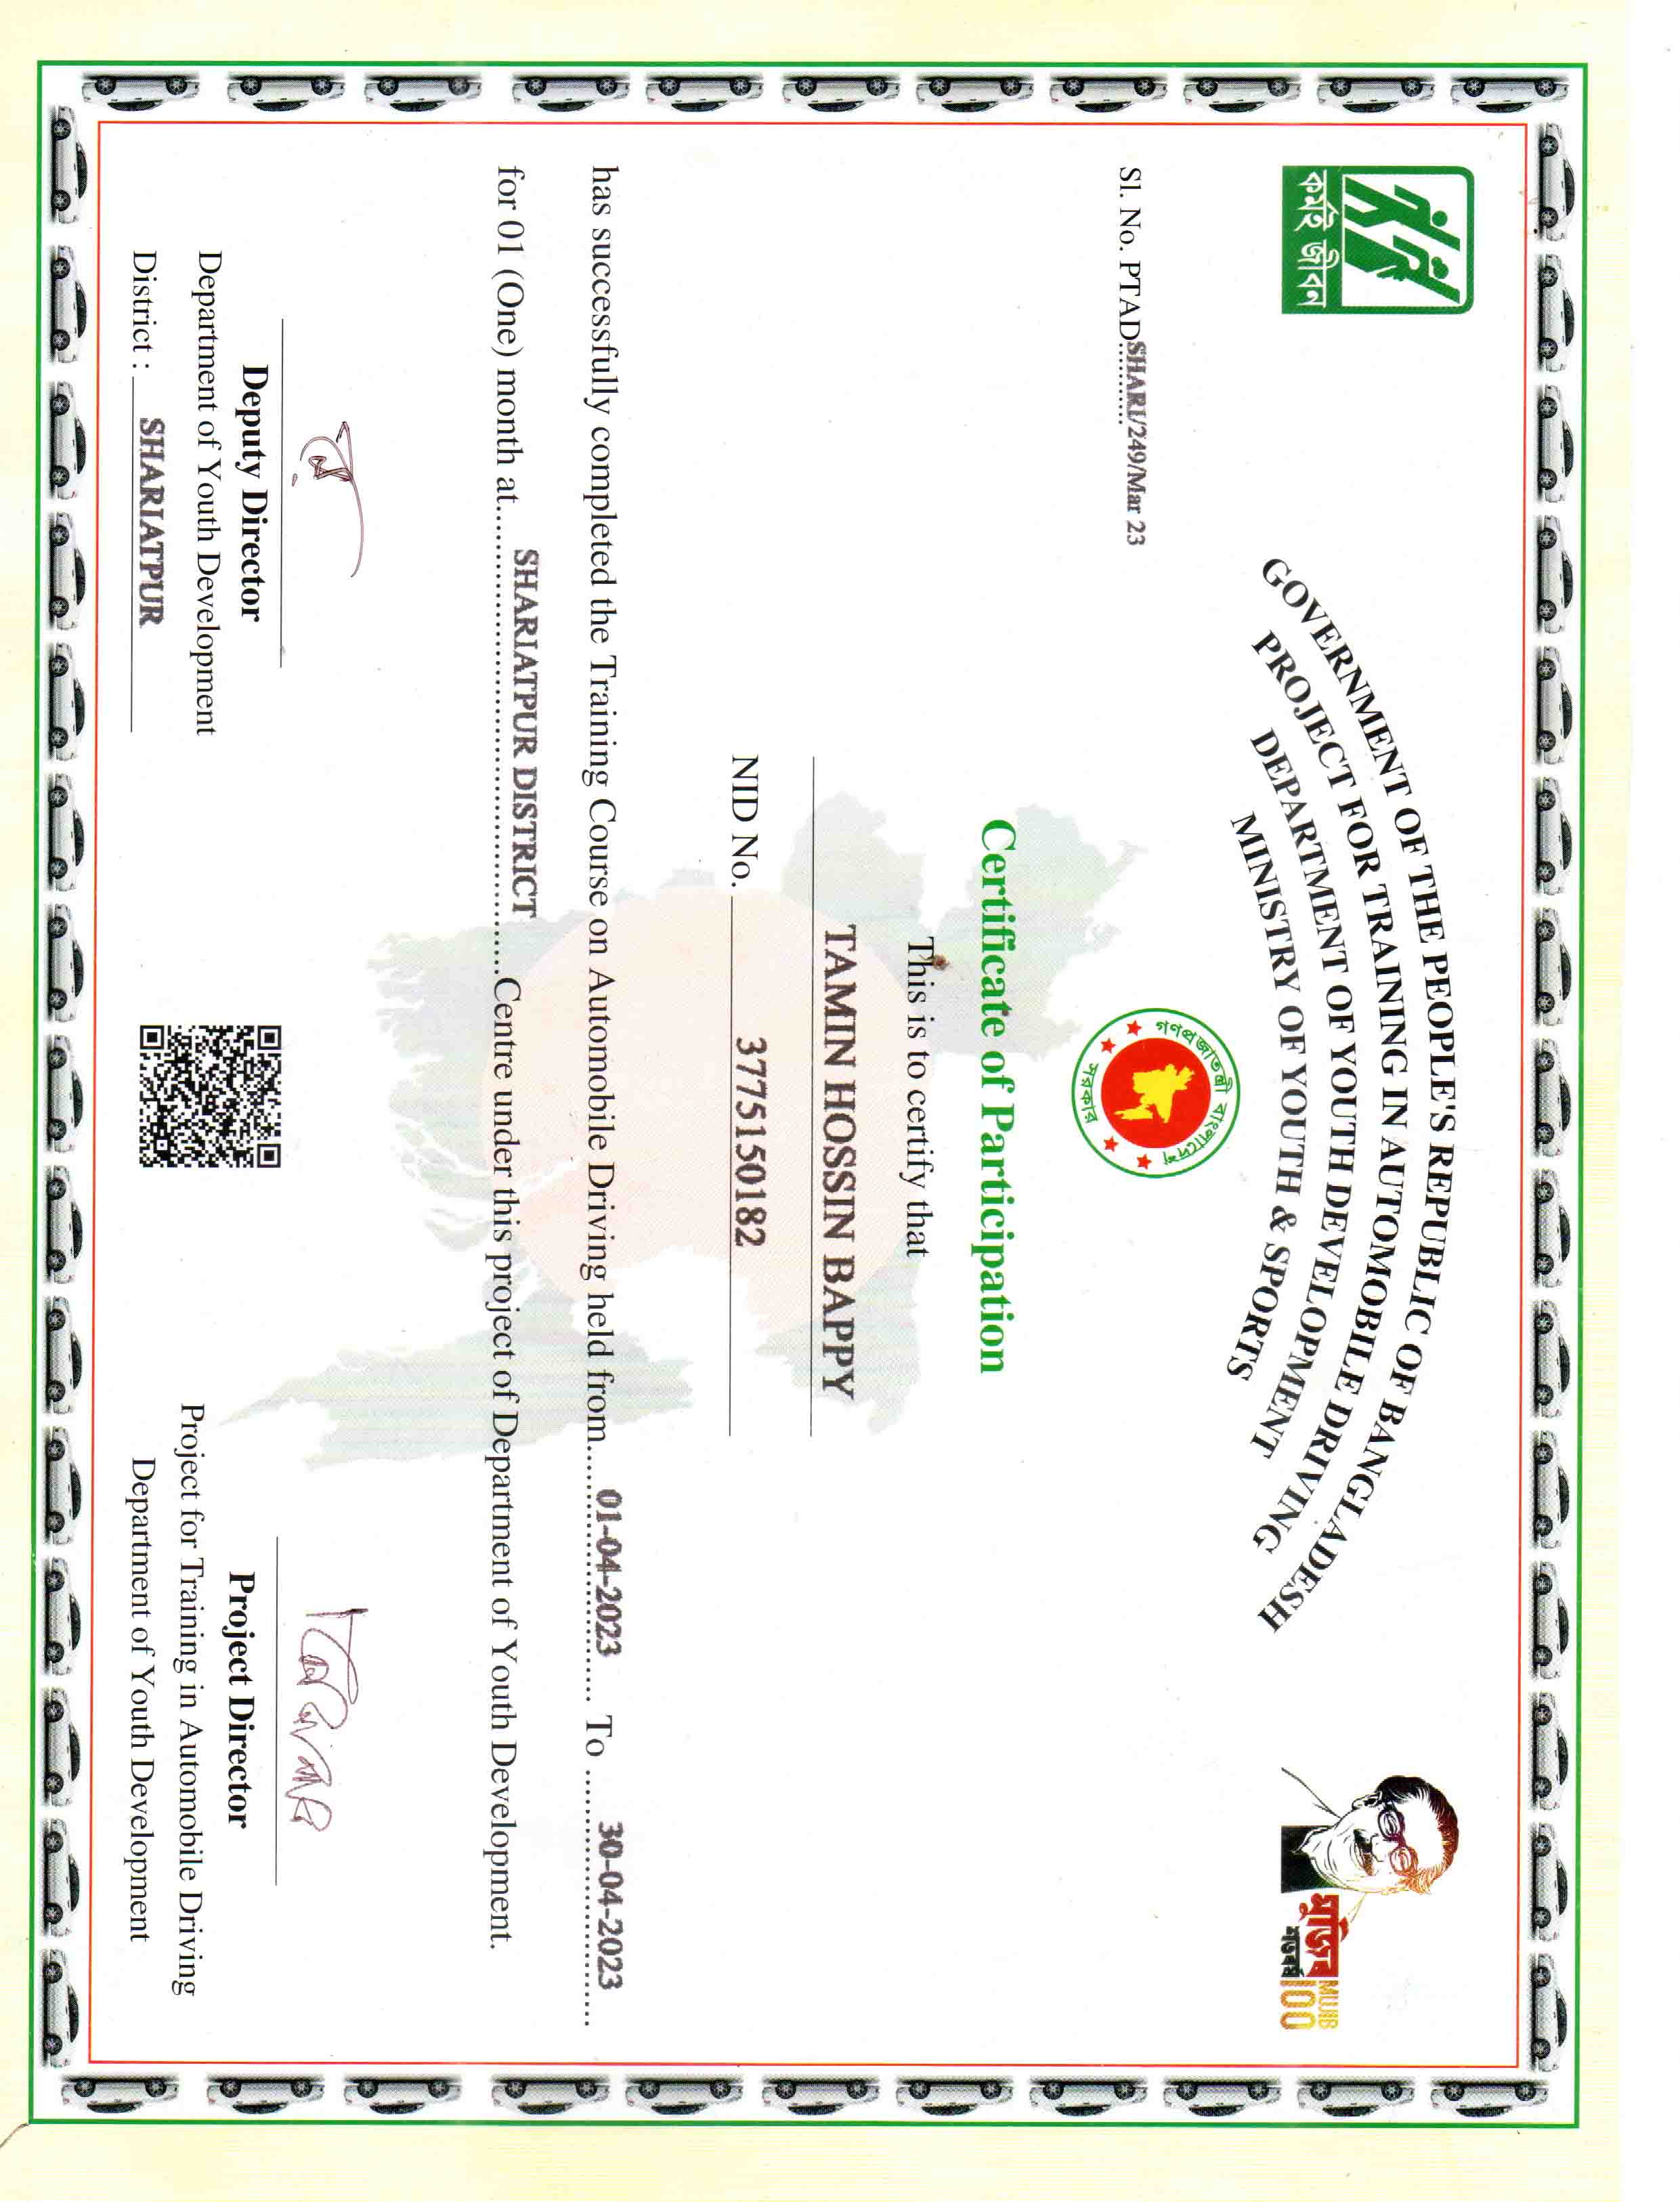 কর্মই জীবন
GOVERNMENT OF THE PEOPLE'S REPUBLIC OF BANGLADESH
PROJECT FOR TRAINING IN AUTOMOBILE DRIVING
DEPARTMENT OF YOUTH DEVELOPMENT
MINISTRY OF YOUTH & SPORTS
মুজিব MUJIB
শতবর্ষ 100
Sl. No. PTAD SHARI/249/Mar 23
গণপ্রজাতন্ত্রী বাংলাদেশ
সরকার
Certificate of Participation
This is to certify that
TAMIN HOSSIN BAPPY
NID No. 3775150182
has successfully completed the Training Course on Automobile Driving held from 01-04-2023 To 30-04-2023
for 01 (One) month at SHARIATPUR DISTRICT Centre under this project of Department of Youth Development.
Deputy Director
Department of Youth Development
District : SHARIATPUR
Project Director
Project for Training in Automobile Driving
Department of Youth Development